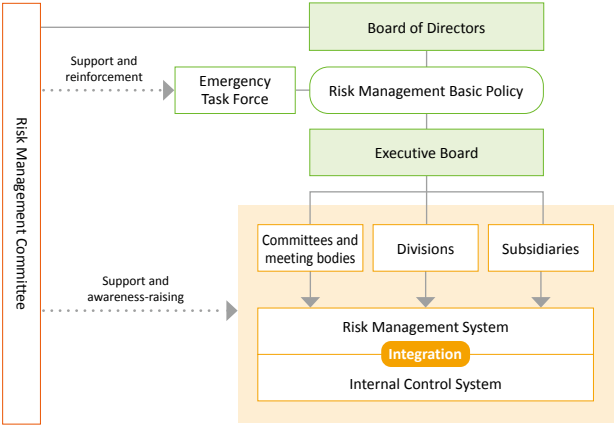 Risk Management Committee
Board of Directors
Support and
reinforcement
Emergency
Task Force
Risk Management Basic Policy
Executive Board
Committees and
meeting bodies
Divisions
Subsidiaries
Support and
awareness-raising
Risk Management System
Integration
Internal Control System